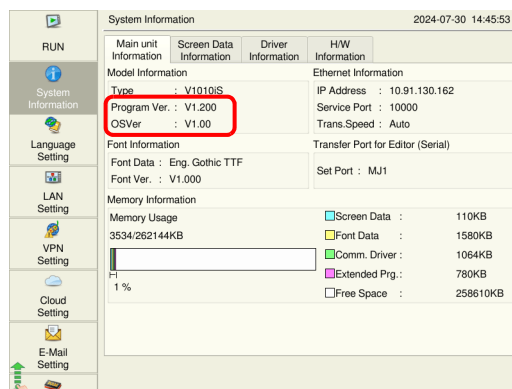 System Information
2024-07-30 14:45:53
RUN
System
Information
Language
Setting
LAN
Setting
VPN
Setting
Cloud
Setting
E-Mail
Setting
Main unit
Information
Screen Data
Information
Driver
Information
H/W
Information
Model Information
Type : V1010iS
Program Ver. : V1.200
OSVer : V1.00
Ethernet Information
IP Address : 10.91.130.162
Service Port : 10000
Trans.Speed : Auto
Font Information
Font Data : Eng. Gothic TTF
Font Ver. : V1.000
Transfer Port for Editor (Serial)
Set Port : MJ1
Memory Information
Memory Usage
3534/262144KB
1 %
Screen Data : 110KB
Font Data : 1580KB
Comm. Driver : 1064KB
Extended Prg.: 780KB
Free Space : 258610KB